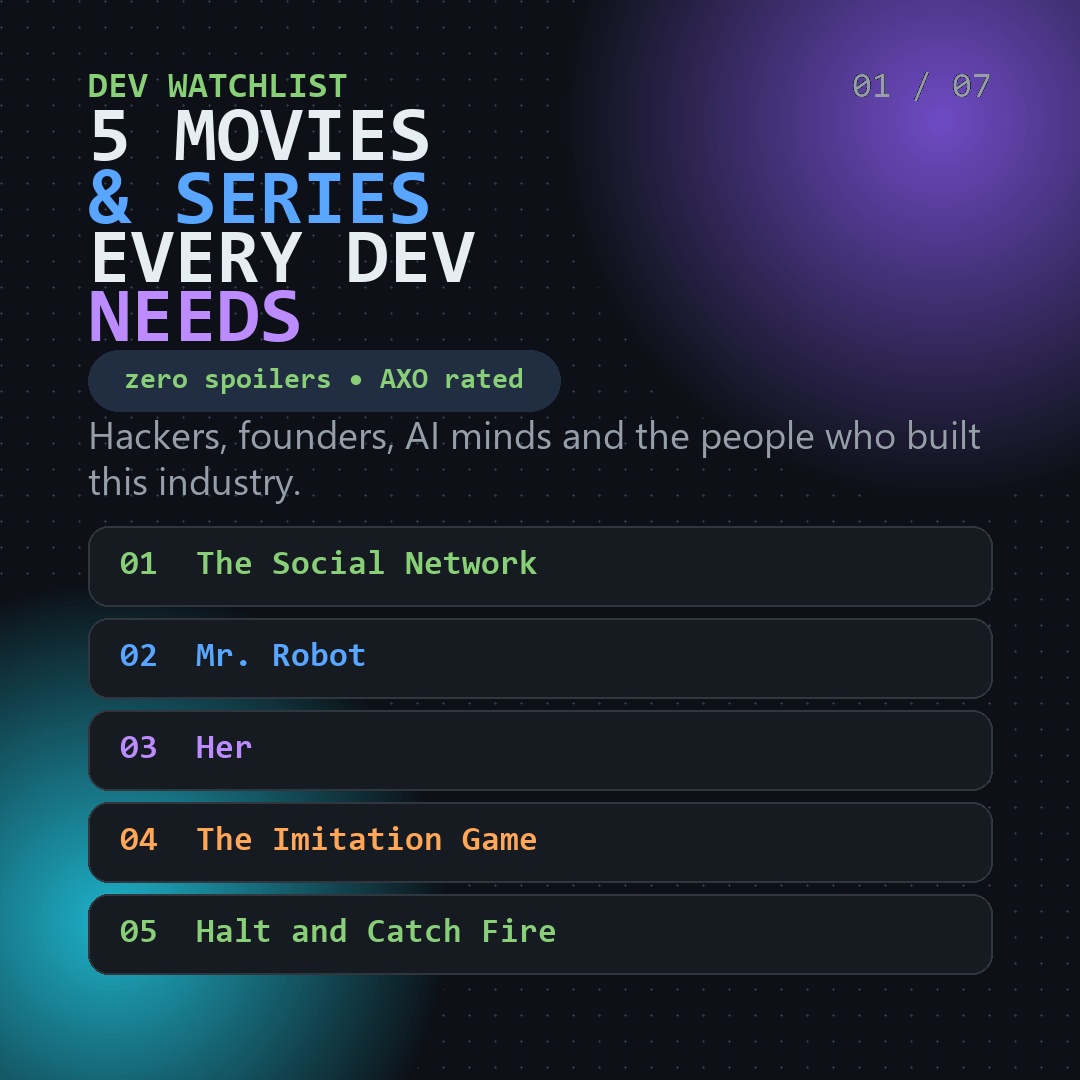 DEV WATCHLIST
01 / 07
5 MOVIES
& SERIES
EVERY DEV
NEEDS
zero spoilers • AXO rated
Hackers, founders, AI minds and the people who built
this industry.
01 The Social Network
02 Mr. Robot
03 Her
04 The Imitation Game
05 Halt and Catch Fire